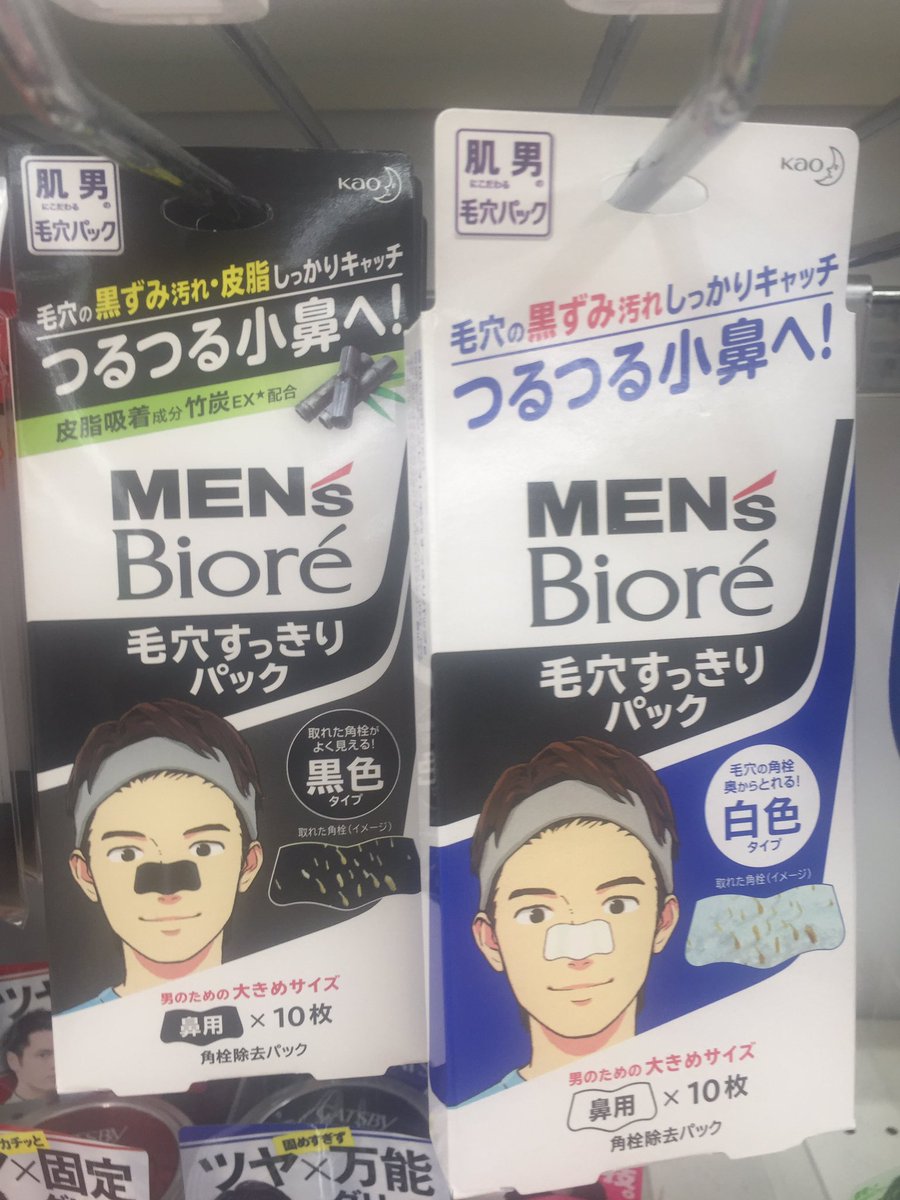 肌 男
にこだわる の
毛穴パック
Kao
毛穴の黒ずみ汚れ・皮脂しっかりキャッチ
つるつる小鼻へ!
皮脂吸着成分 竹炭EX★配合
MEN's
Bioré
毛穴すっきり
パック
取れた角栓が
よく見える!
黒色
タイプ
取れた角栓(イメージ)
男のための大きめサイズ
鼻用 ×10枚
角栓除去パック
肌 男
にこだわる の
毛穴パック
Kao
毛穴の黒ずみ汚れしっかりキャッチ
つるつる小鼻へ!
MEN's
Bioré
毛穴すっきり
パック
毛穴の角栓
奥からとれる!
白色
タイプ
取れた角栓(イメージ)
男のための大きめサイズ
鼻用 ×10枚
角栓除去パック
ツヤ
カチッと
×固定
GATSBY
固めすぎず
ツヤ×万能